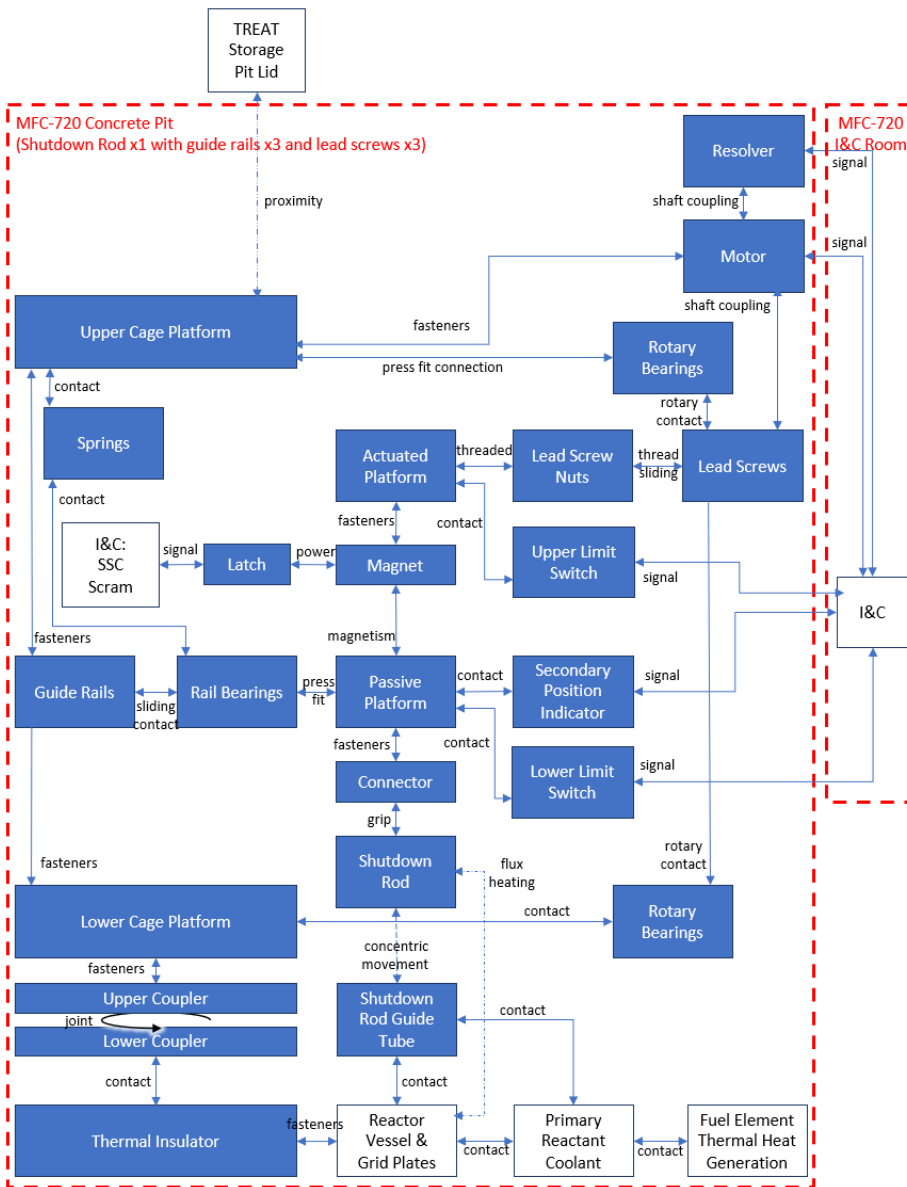 TREAT
Storage
Pit Lid
MFC-720 Concrete Pit
(Shutdown Rod x1 with guide rails x3 and lead screws x3)
MFC-720
I&C Room
Resolver
signal
shaft coupling
proximity
Motor
signal
shaft coupling
Upper Cage Platform
fasteners
press fit connection
Rotary
Bearings
contact
rotary
contact
Springs
Actuated
Platform
threaded
Lead Screw
Nuts
thread
sliding
Lead Screws
contact
fasteners
contact
I&C:
SSC
Scram
signal
Latch
power
Magnet
Upper Limit
Switch
signal
I&C
magnetism
fasteners
Guide Rails
sliding
contact
Rail Bearings
press
fit
Passive
Platform
contact
Secondary
Position
Indicator
signal
fasteners
contact
Connector
Lower Limit
Switch
signal
grip
fasteners
Shutdown
Rod
flux
heating
rotary
contact
Lower Cage Platform
contact
Rotary
Bearings
fasteners
concentric
movement
Upper Coupler
joint
Lower Coupler
Shutdown
Rod Guide
Tube
contact
contact
contact
Thermal Insulator
fasteners
Reactor
Vessel &
Grid Plates
contact
Primary
Reactant
Coolant
contact
Fuel Element
Thermal Heat
Generation